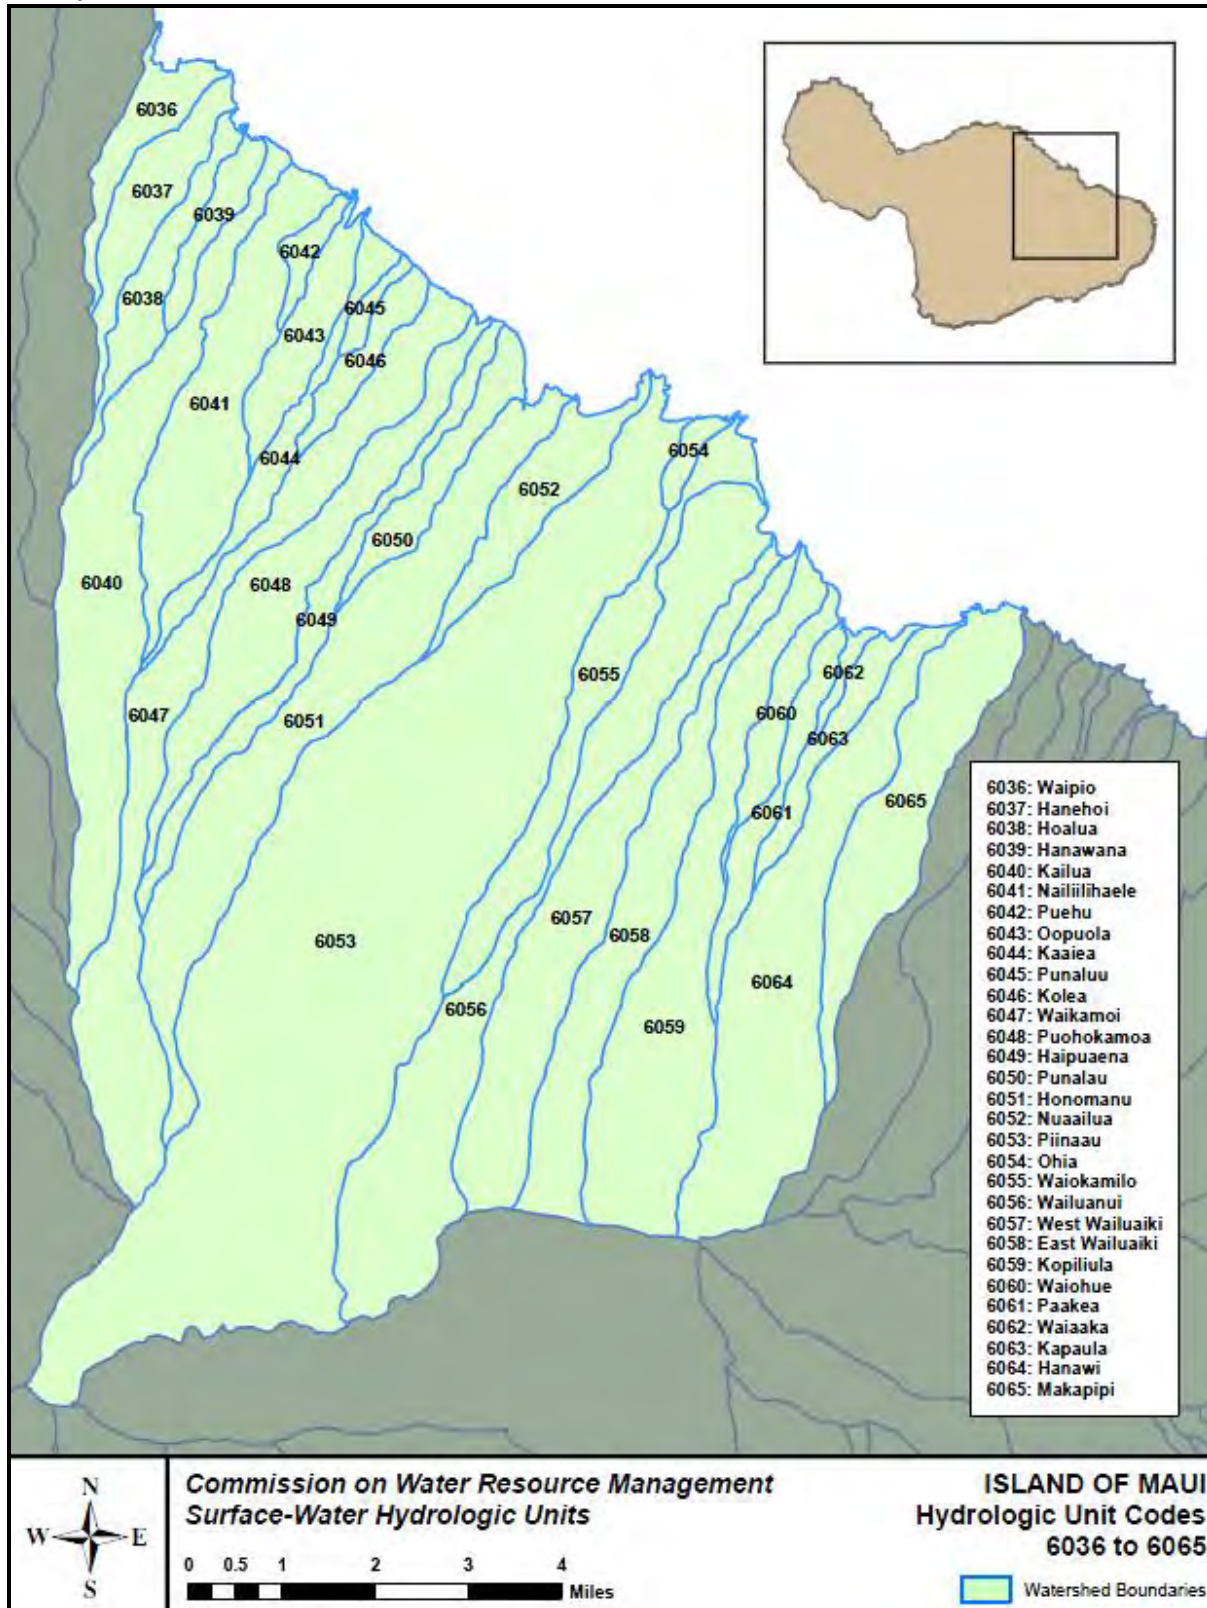 6036
6037
6039
6042
6038
6045
6043
6046
6041
6044
6054
6052
6050
6040
6048
6049
6055
6062
6047
6051
6060
6063
6065
6061
6057
6058
6053
6064
6056
6059
6036: Waipio
6037: Hanehoi
6038: Hoalua
6039: Hanawana
6040: Kailua
6041: Nailiilihaele
6042: Puehu
6043: Oopuola
6044: Kaaiea
6045: Punaluu
6046: Kolea
6047: Waikamoi
6048: Puohokamoa
6049: Haipuaena
6050: Punalau
6051: Honomanu
6052: Nuaailua
6053: Piinaau
6054: Ohia
6055: Waiokamilo
6056: Wailuanui
6057: West Wailuaiki
6058: East Wailuaiki
6059: Kopiliula
6060: Waiohue
6061: Paakea
6062: Waiaaka
6063: Kapaula
6064: Hanawi
6065: Makapipi
N
W E
S
Commission on Water Resource Management
Surface-Water Hydrologic Units
0 0.5 1 2 3 4
Miles
ISLAND OF MAUI
Hydrologic Unit Codes
6036 to 6065
Watershed Boundaries